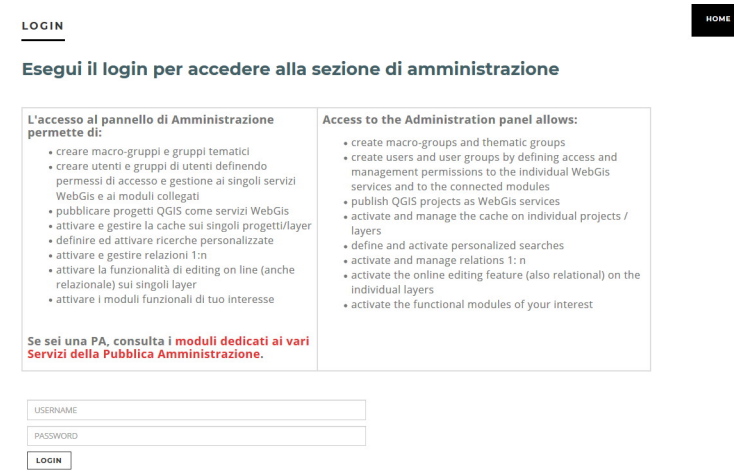 LOGIN
HOME
Esegui il login per accedere alla sezione di amministrazione
L'accesso al pannello di Amministrazione
permette di:
• creare macro-gruppi e gruppi tematici
• creare utenti e gruppi di utenti definendo
permessi di accesso e gestione ai singoli servizi
WebGis e ai moduli collegati
• pubblicare progetti QGIS come servizi WebGis
• attivare e gestire la cache sui singoli progetti/layer
• definire ed attivare ricerche personalizzate
• attivare e gestire relazioni 1:n
• attivare la funzionalità di editing on line (anche
relazionale) sui singoli layer
• attivare i moduli funzionali di tuo interesse
Se sei una PA, consulta i moduli dedicati ai vari
Servizi della Pubblica Amministrazione.
Access to the Administration panel allows:
• create macro-groups and thematic groups
• create users and user groups by defining access and
management permissions to the individual WebGis
services and to the connected modules
• publish QGIS projects as WebGis services
• activate and manage the cache on individual projects /
layers
• define and activate personalized searches
• activate and manage relations 1: n
• activate the online editing feature (also relational) on the
individual layers
• activate the functional modules of your interest
USERNAME
PASSWORD
LOGIN